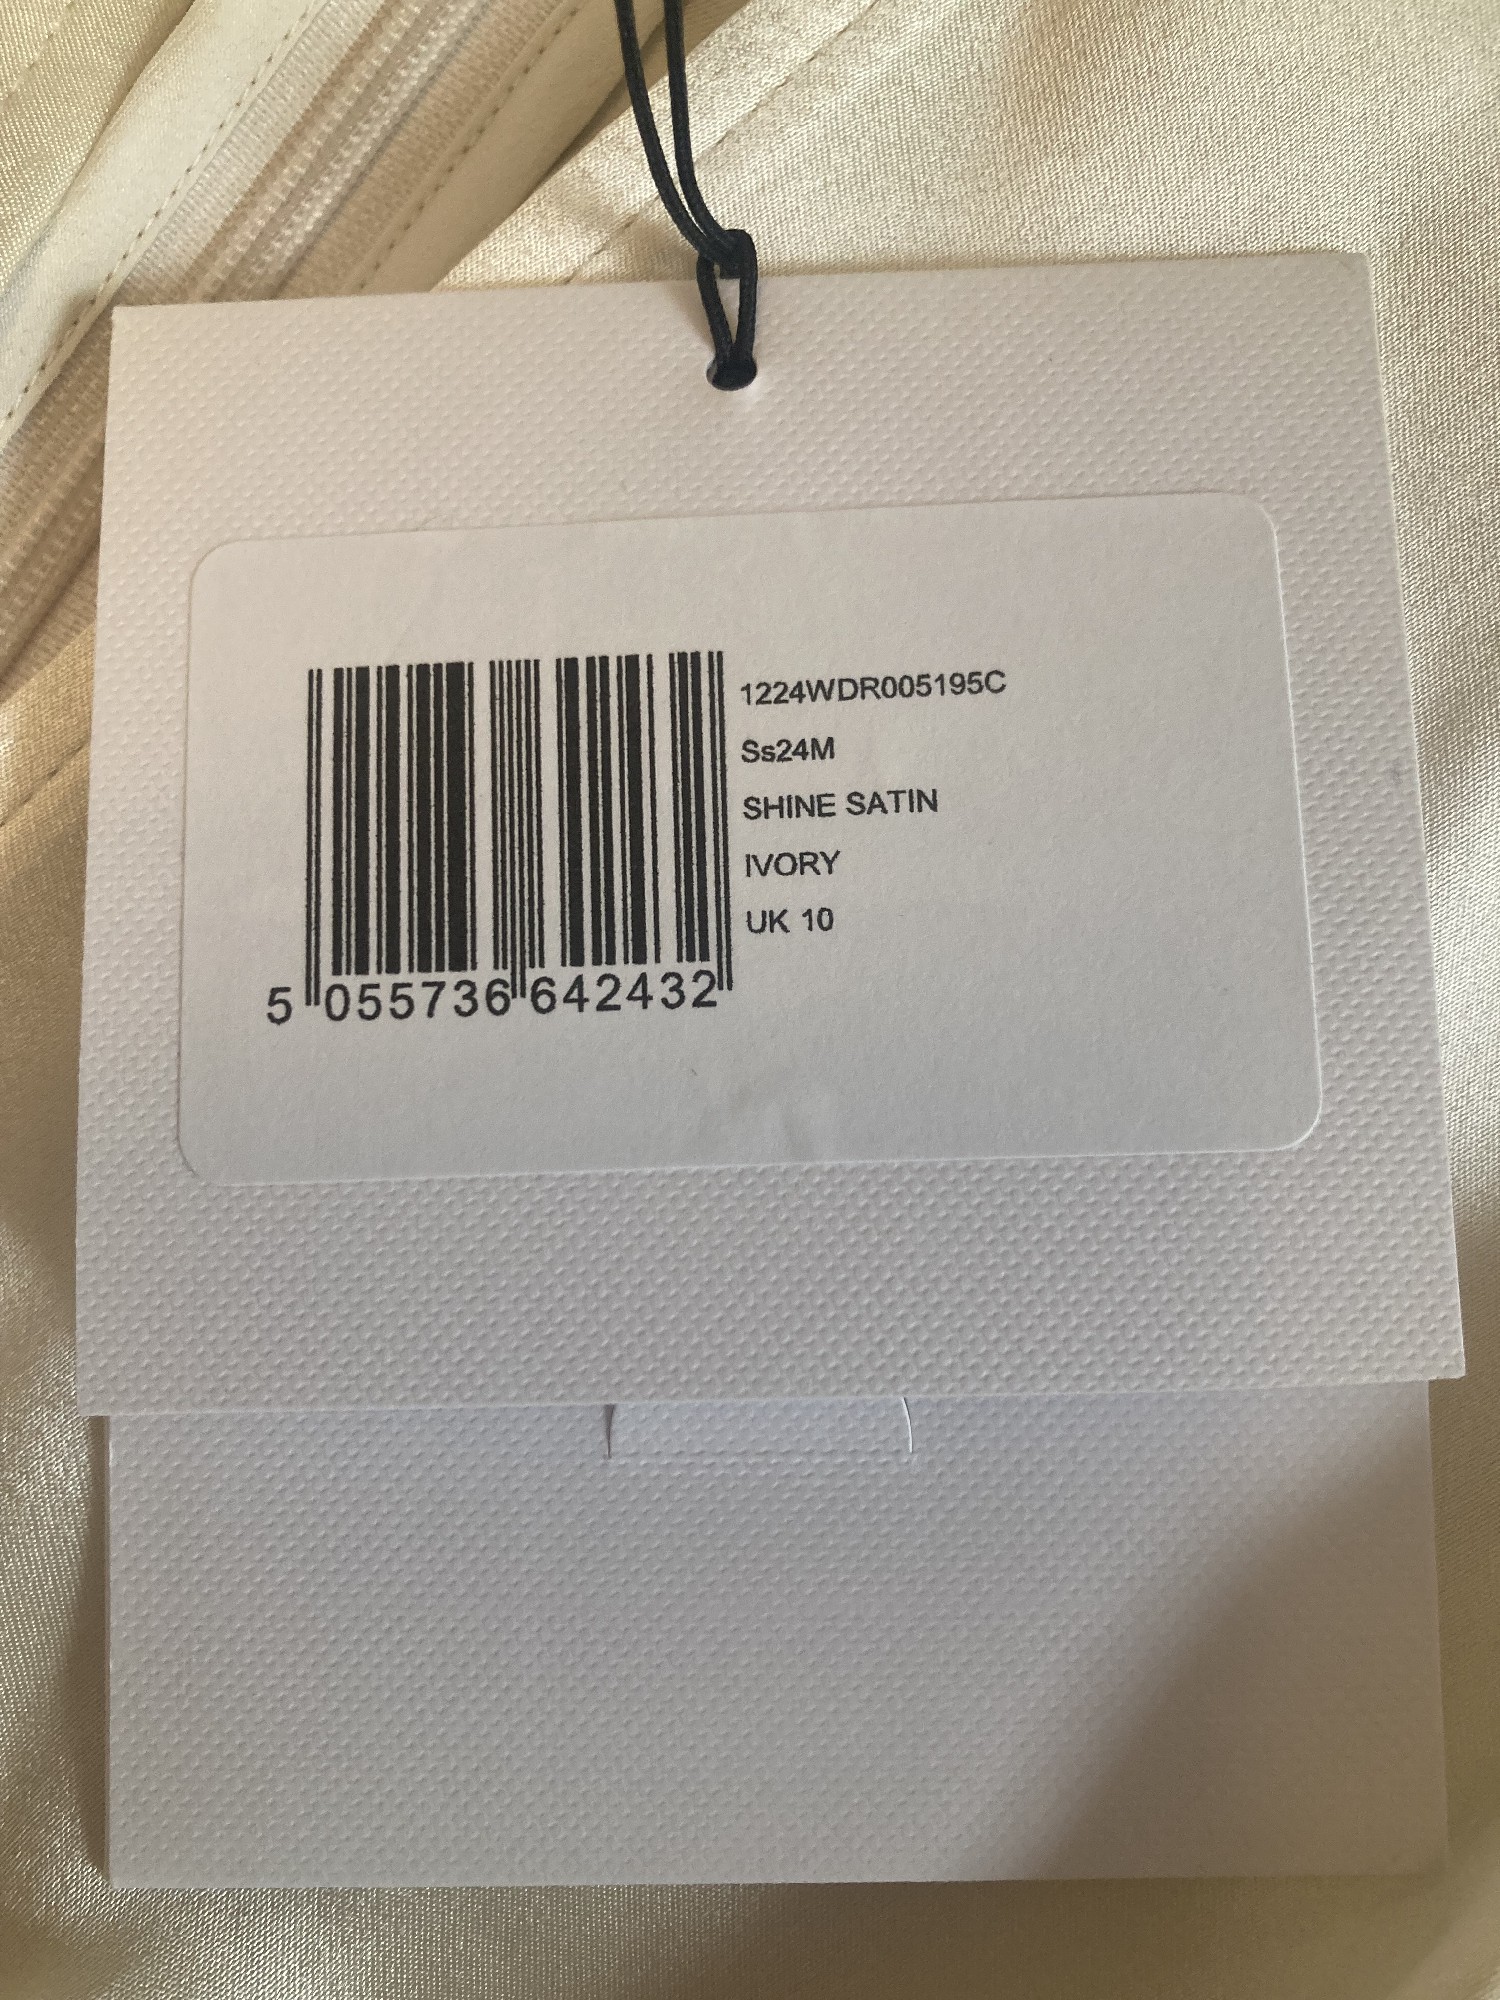 1224WDR005195C
Ss24M
SHINE SATIN
IVORY
UK 10
5 055736 642432